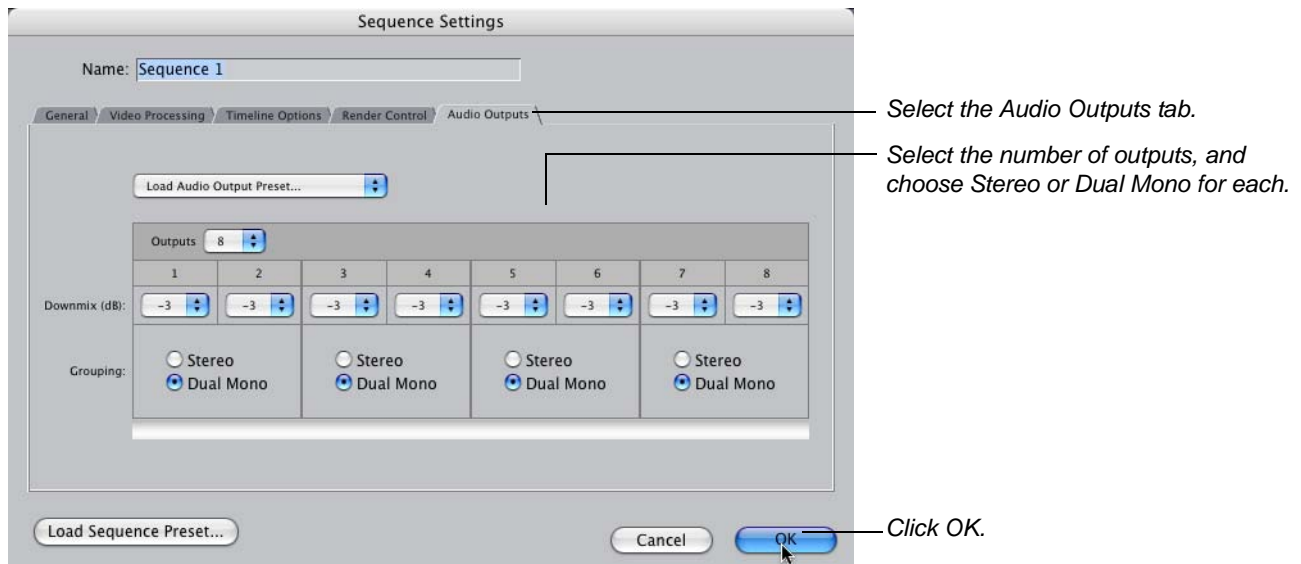 Sequence Settings
Name: Sequence 1
General Video Processing Timeline Options Render Control Audio Outputs
Select the Audio Outputs tab.
Select the number of outputs, and
choose Stereo or Dual Mono for each.
Load Audio Output Preset...
Outputs 8
1 2 3 4 5 6 7 8
Downmix (dB): -3 -3 -3 -3 -3 -3 -3 -3
Grouping:
Stereo Stereo Stereo Stereo
Dual Mono Dual Mono Dual Mono Dual Mono
Load Sequence Preset...
Cancel
OK
Click OK.